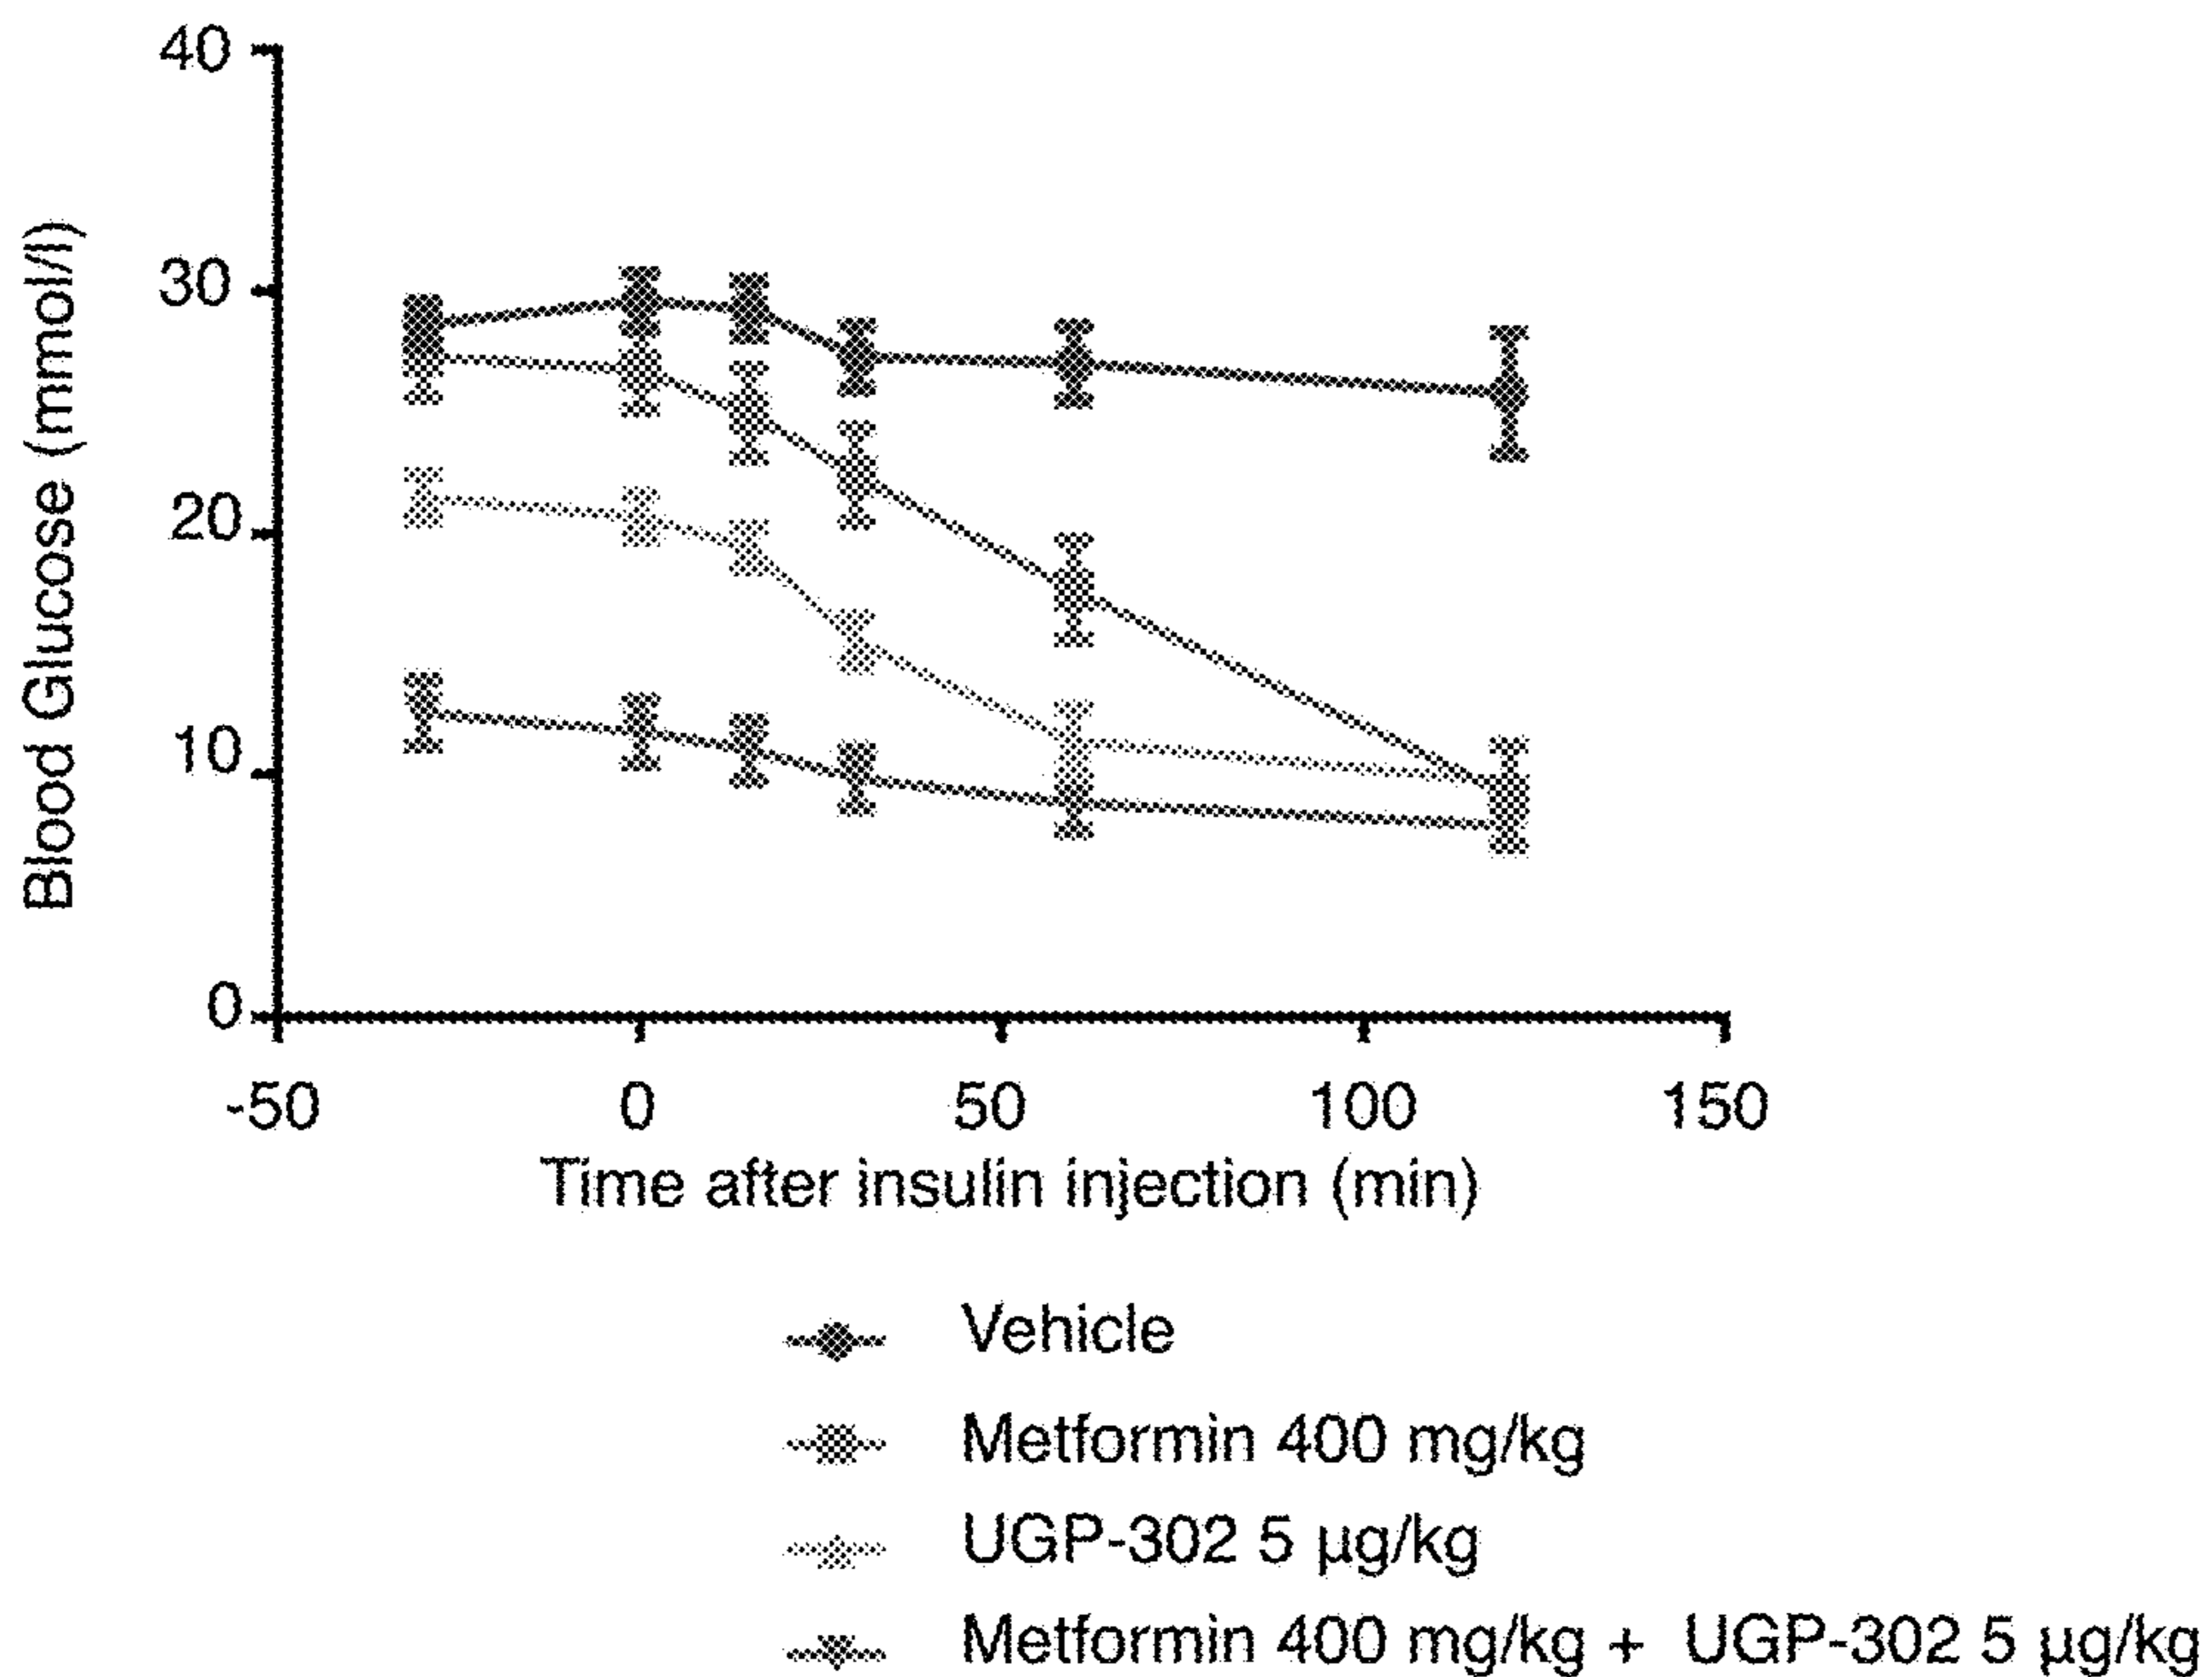 40
30
20
10
0
Blood Glucose (mmol/l)
-50 0 50 100 150
Time after insulin injection (min)
Vehicle
Metformin 400 mg/kg
UGP-302 5 µg/kg
Metformin 400 mg/kg + UGP-302 5 µg/kg